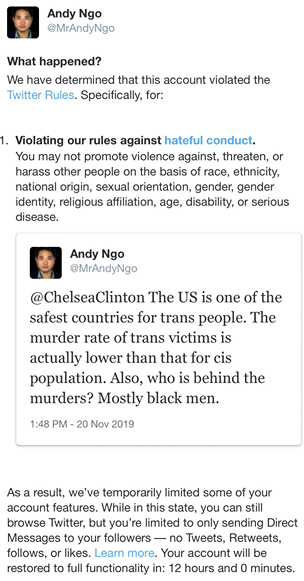 Andy Ngo
@MrAndyNgo
What happened?
We have determined that this account violated the
Twitter Rules. Specifically, for:
1. Violating our rules against hateful conduct.
You may not promote violence against, threaten, or
harass other people on the basis of race, ethnicity,
national origin, sexual orientation, gender, gender
identity, religious affiliation, age, disability, or serious
disease.
Andy Ngo
@MrAndyNgo
@ChelseaClinton The US is one of the
safest countries for trans people. The
murder rate of trans victims is
actually lower than that for cis
population. Also, who is behind the
murders? Mostly black men.
1:48 PM - 20 Nov 2019
As a result, we’ve temporarily limited some of your
account features. While in this state, you can still
browse Twitter, but you’re limited to only sending Direct
Messages to your followers — no Tweets, Retweets,
follows, or likes. Learn more. Your account will be
restored to full functionality in: 12 hours and 0 minutes.